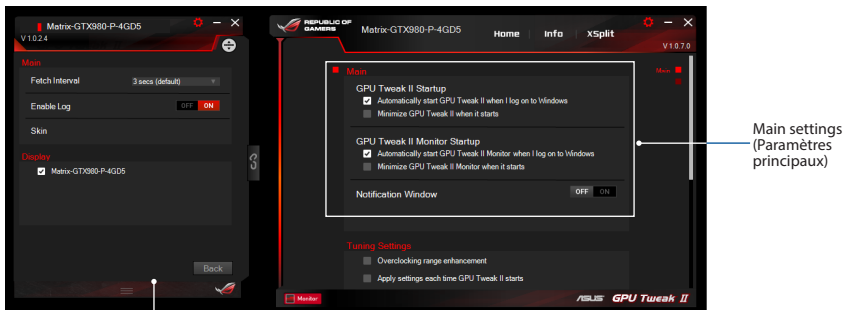 Matrix-GTX980-P-4GD5
V 1.0.2.4
Main
Fetch Interval 3 secs (default)
Enable Log OFF ON
Skin
Display
Matrix-GTX980-P-4GD5
Back
REPUBLIC OF
GAMERS
Matrix-GTX980-P-4GD5 Home Info XSplit
V 1.0.7.0
Main
Main
GPU Tweak II Startup
Automatically start GPU Tweak II when I log on to Windows
Minimize GPU Tweak II when it starts
GPU Tweak II Monitor Startup
Automatically start GPU Tweak II Monitor when I log on to Windows
Minimize GPU Tweak II Monitor when it starts
Notification Window OFF ON
Tuning Settings
Overclocking range enhancement
Apply settings each time GPU Tweak II starts
Monitor
ASUS GPU Tweak II
Main settings
(Paramètres
principaux)